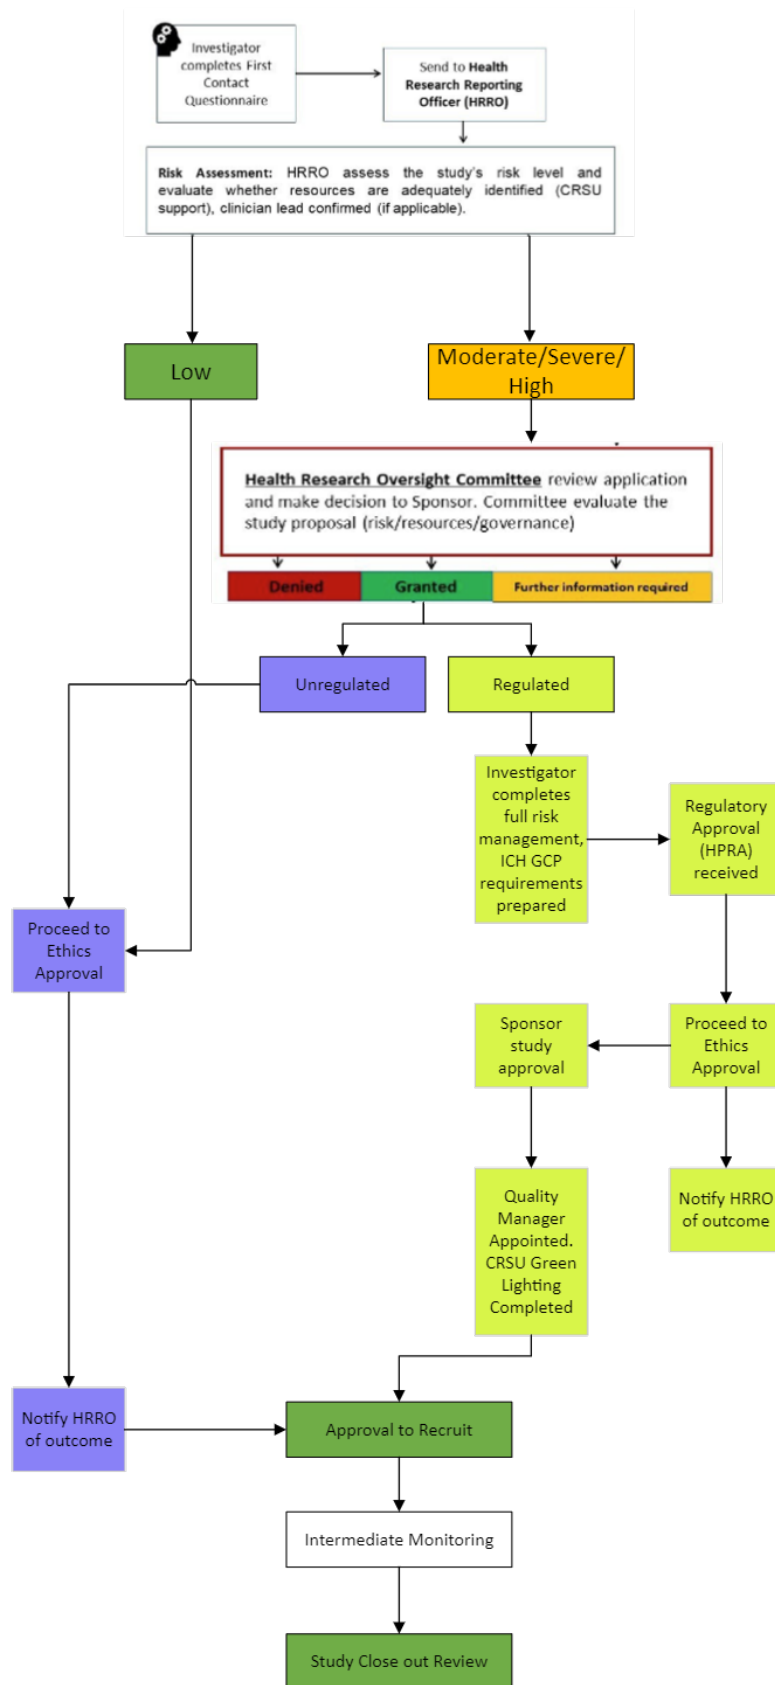 Investigator
completes First
Contact
Questionnaire
Send to Health
Research Reporting
Officer (HRRO)
Risk Assessment: HRRO assess the study's risk level and
evaluate whether resources are adequately identified (CRSU
support), clinician lead confirmed (if applicable).
Low
Moderate/Severe/
High
Health Research Oversight Committee review application
and make decision to Sponsor. Committee evaluate the
study proposal (risk/resources/governance)
Denied
Granted
Further information required
Unregulated
Regulated
Investigator
completes
full risk
management,
ICH GCP
requirements
prepared
Regulatory
Approval
(HPRA)
received
Proceed to
Ethics
Approval
Sponsor
study
approval
Proceed to
Ethics
Approval
Quality
Manager
Appointed.
CRSU Green
Lighting
Completed
Notify HRRO
of outcome
Notify HRRO
of outcome
Approval to Recruit
Intermediate Monitoring
Study Close out Review